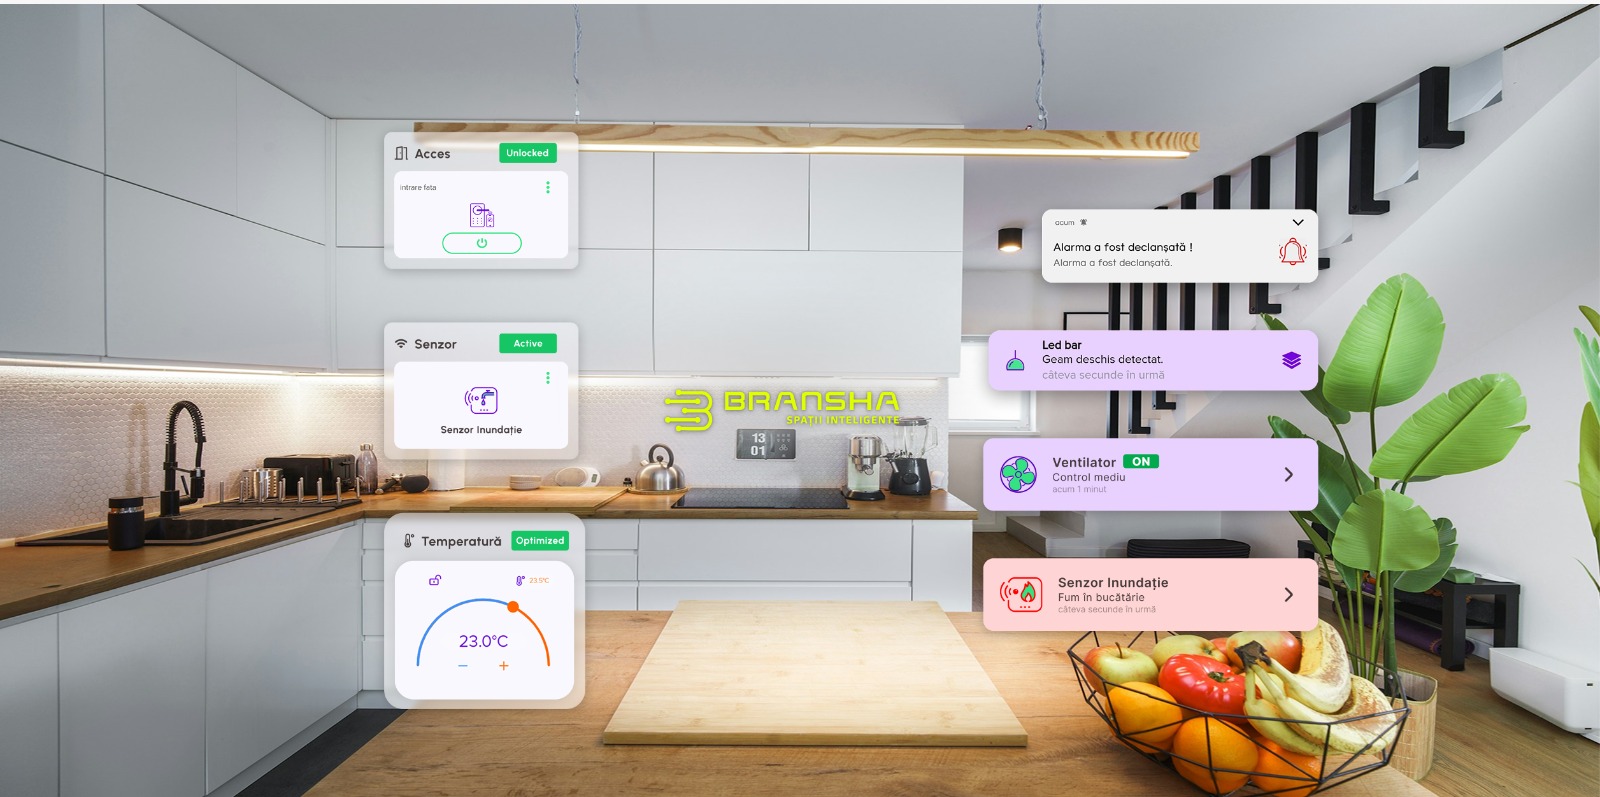 Acces
Unlocked
intrare fata
Senzor
Active
Senzor Inundație
Temperatură
Optimized
23.5°C
23.0°C
− +
BRANSHA
SPAȚII INTELIGENTE
13
01
acum
Alarma a fost declanșată !
Alarma a fost declanșată.
Led bar
Geam deschis detectat.
câteva secunde în urmă
Ventilator
ON
Control mediu
acum 1 minut
Senzor Inundație
Fum în bucătărie
câteva secunde în urmă